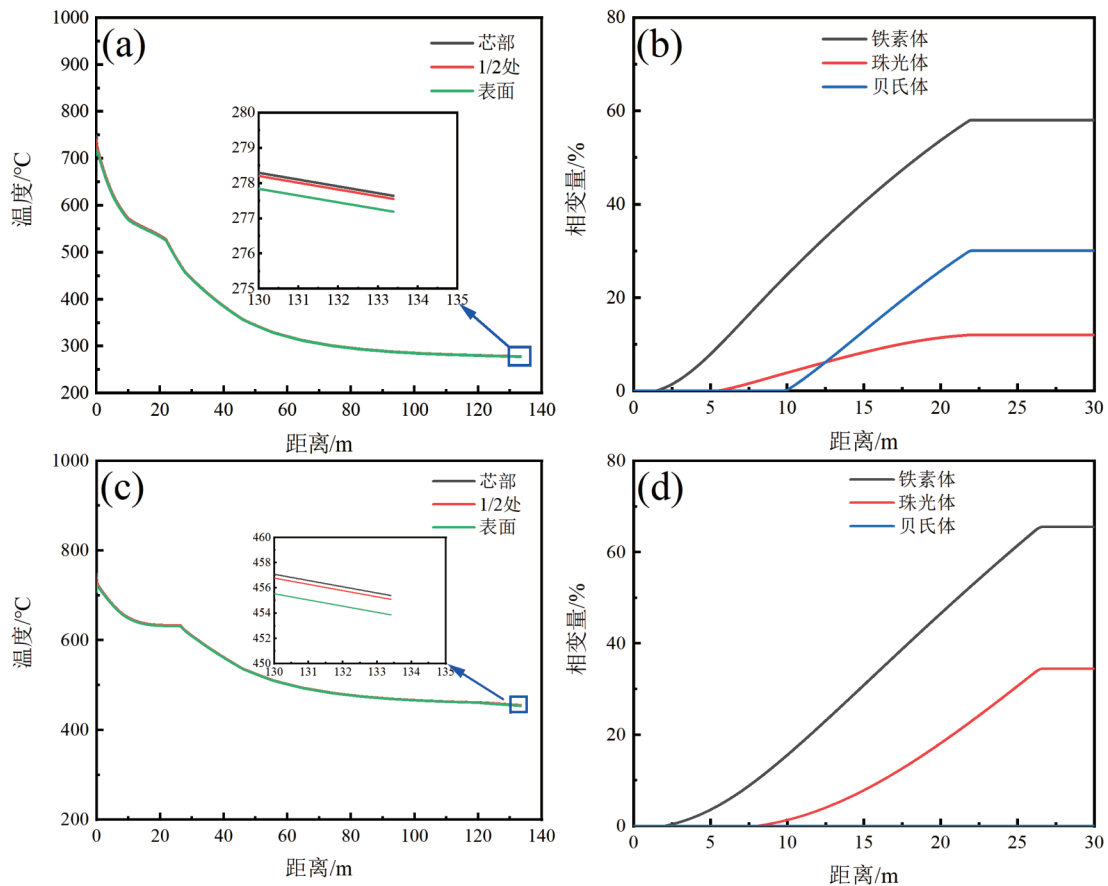 (a)
芯部
1/2处
表面
温度/°C
1000
900
800
700
600
500
400
300
200
0 20 40 60 80 100 120 140
距离/m
280
279
278
277
276
275
130 131 132 133 134 135
(b)
铁素体
珠光体
贝氏体
相变量/%
80
60
40
20
0
0 5 10 15 20 25 30
距离/m
(c)
芯部
1/2处
表面
温度/°C
1000
800
600
400
200
0 20 40 60 80 100 120 140
距离/m
460
458
456
454
452
450
130 131 132 133 134 135
(d)
铁素体
珠光体
贝氏体
相变量/%
80
60
40
20
0
0 5 10 15 20 25 30
距离/m